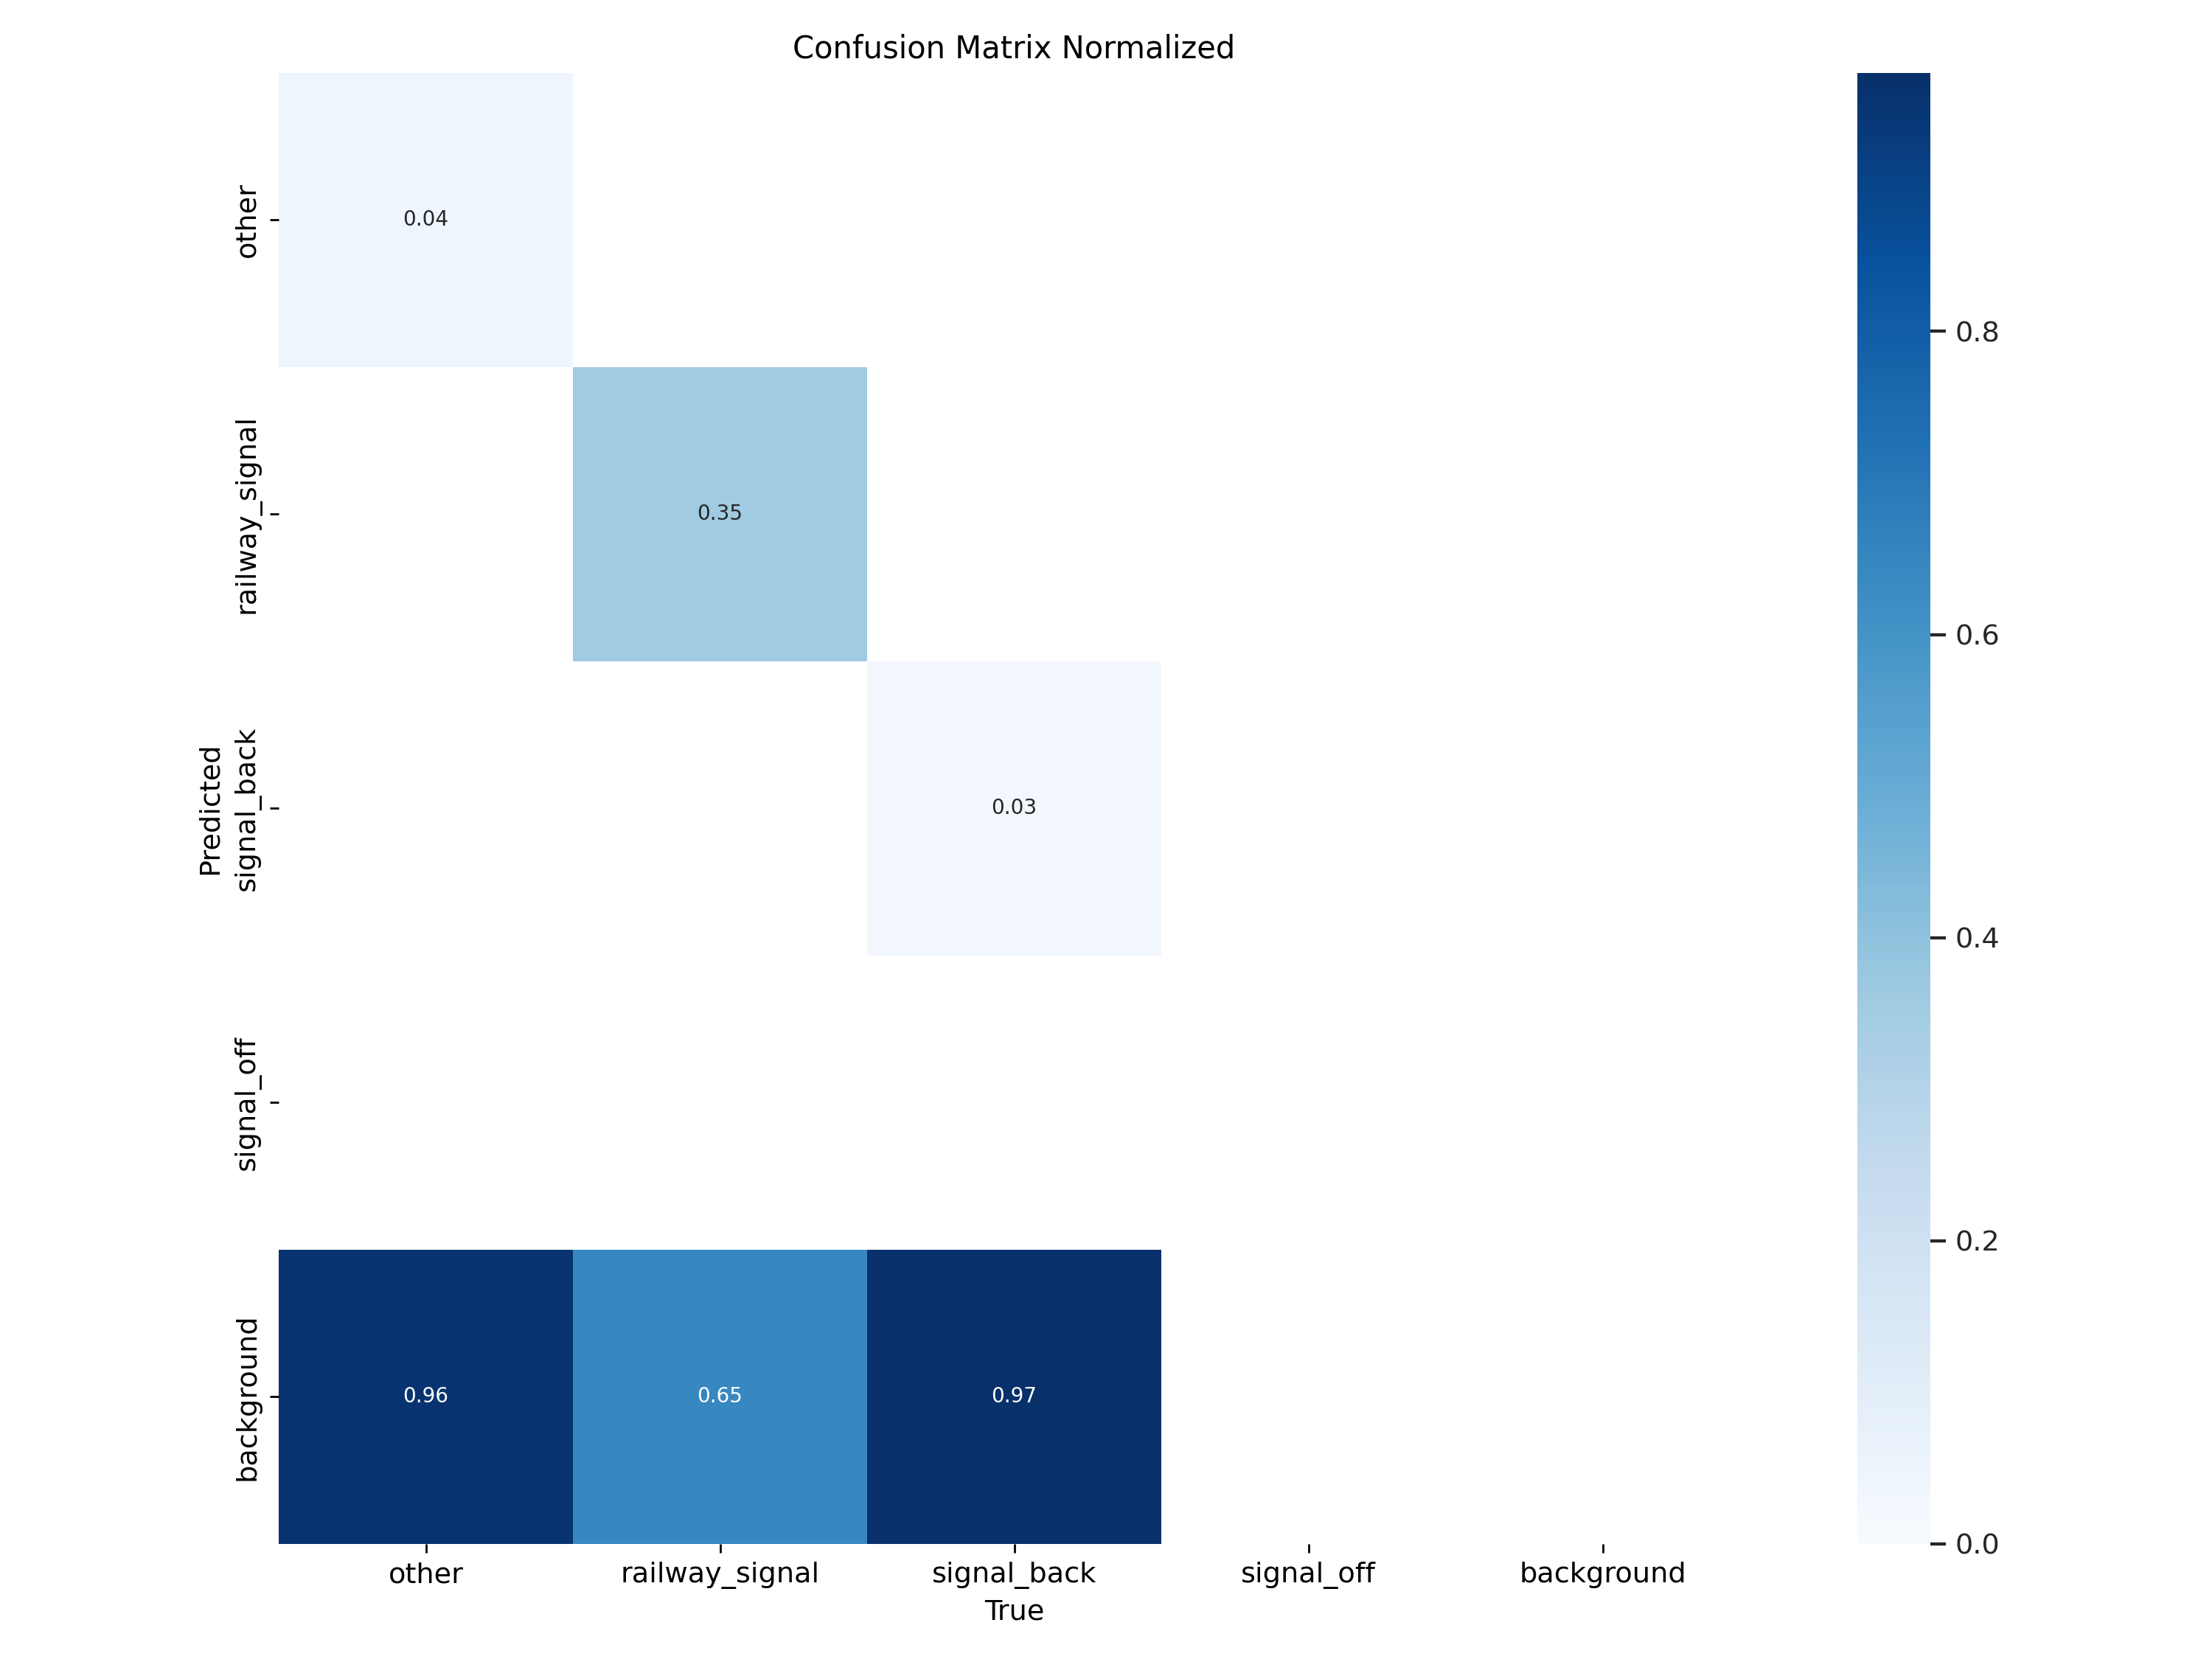 Confusion Matrix Normalized
other
0.04
railway_signal
0.35
Predicted
signal_back
0.03
signal_off
background
0.96
0.65
0.97
other
railway_signal
signal_back
signal_off
background
True
0.8
0.6
0.4
0.2
0.0